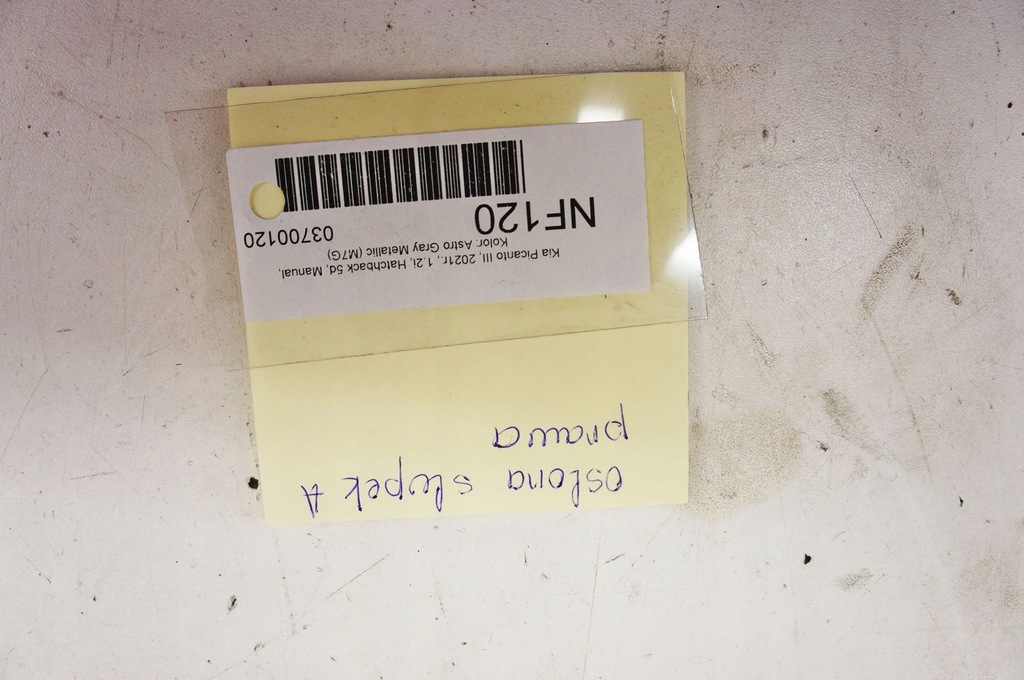 osłona słupek A
prawa
Kia Picanto III, 2021r., 1.2i, Hatchback 5d, Manual,
Kolor: Astro Gray Metallic (M7G)
NF120 03700120